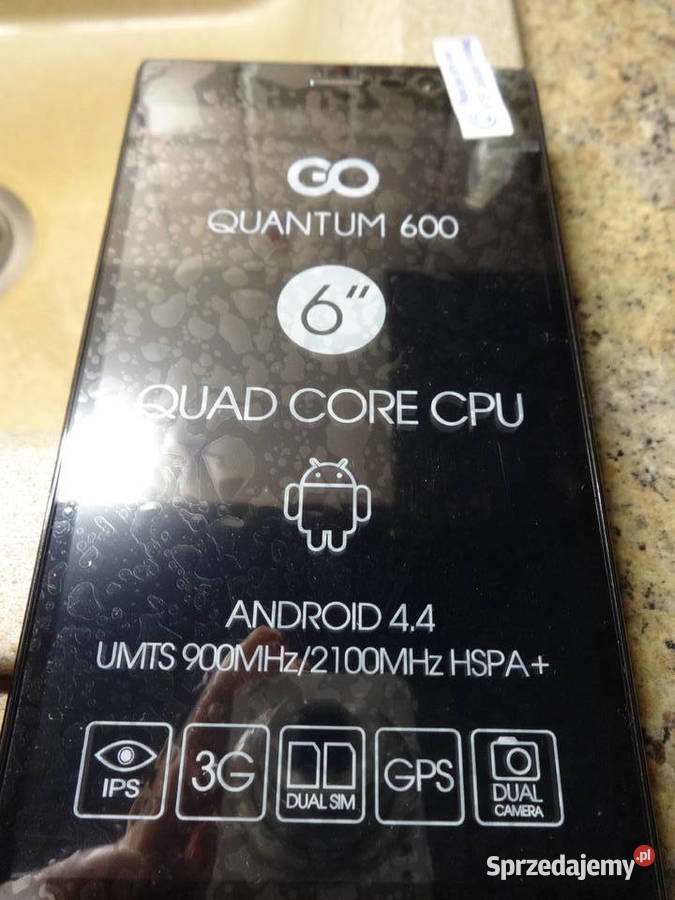 GO
QUANTUM 600
6"
QUAD CORE CPU
ANDROID 4.4
UMTS 900MHz/2100MHz HSPA+
IPS
3G
DUAL SIM
GPS
DUAL
CAMERA
Sprzedajemy.pl